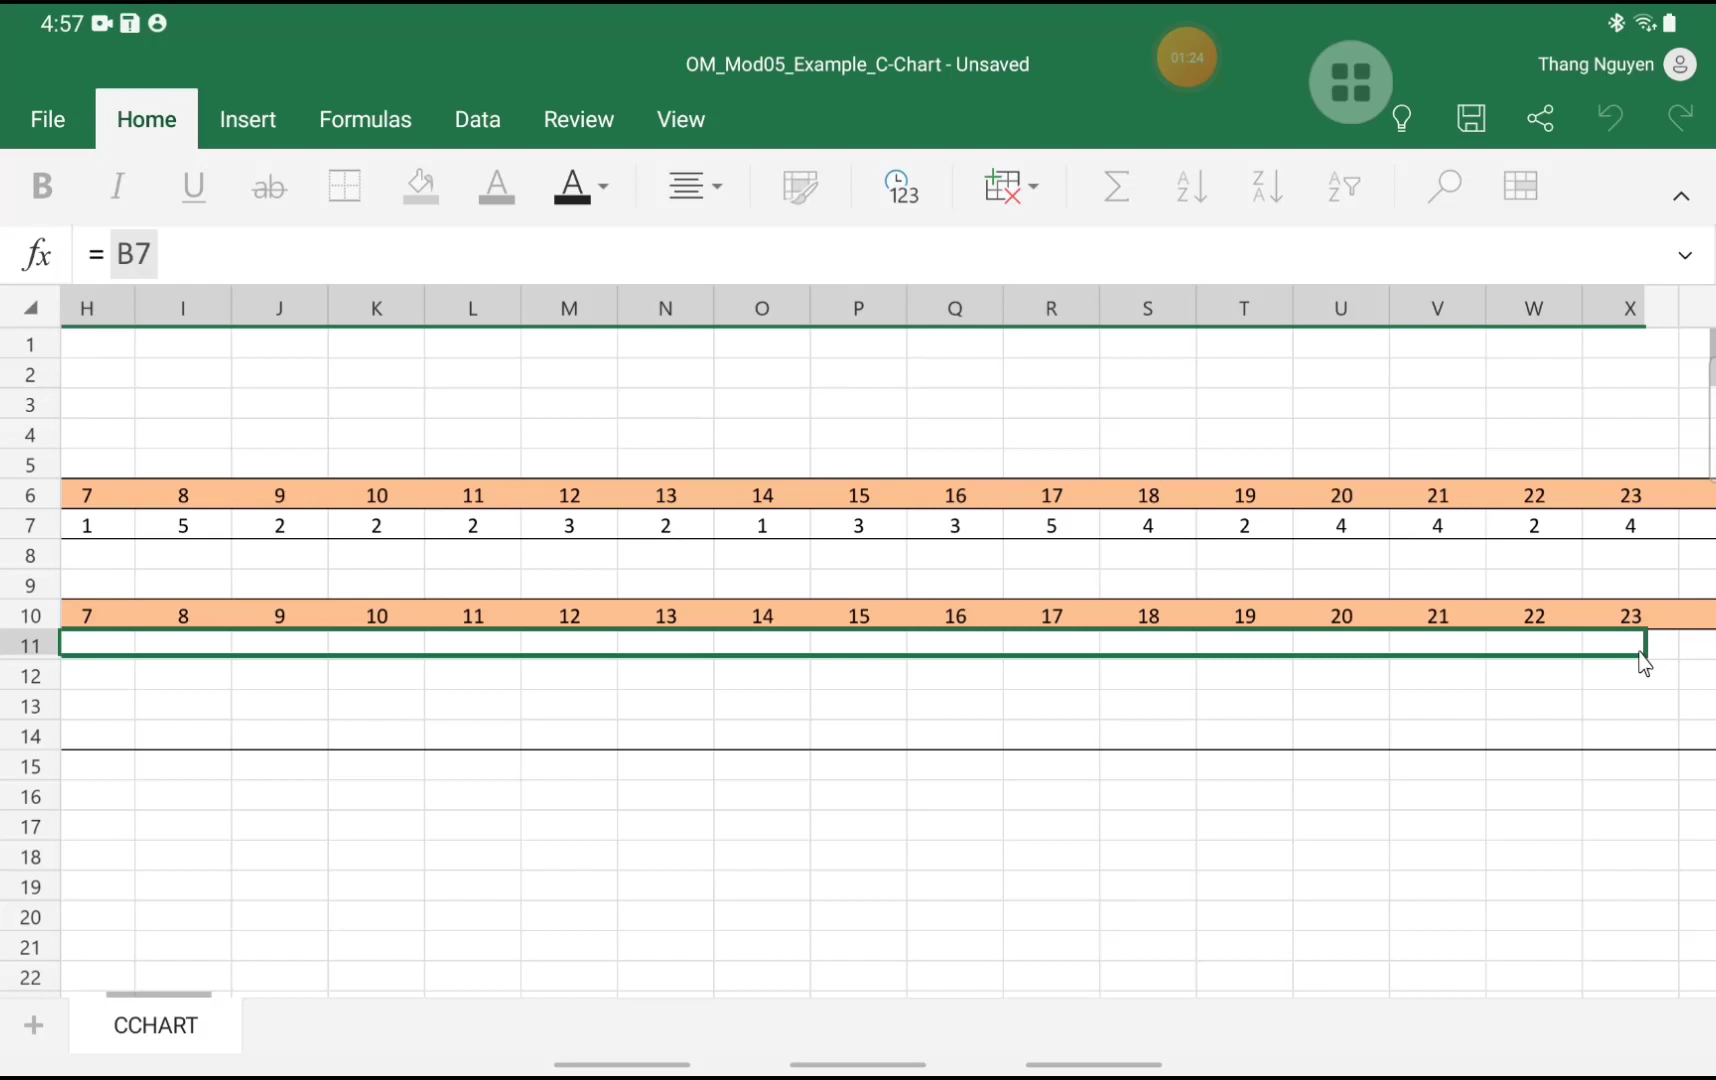 4:57
OM_Mod05_Example_C-Chart - Unsaved
01:24
Thang Nguyen
File Home Insert Formulas Data Review View
B I U ab A A 123 Σ A Z Z A A Z
fx = B7
H I J K L M N O P Q R S T U V W X
1
2
3
4
5
6 7 8 9 10 11 12 13 14 15 16 17 18 19 20 21 22 23
7 1 5 2 2 2 3 2 1 3 3 5 4 2 4 4 2 4
8
9
10 7 8 9 10 11 12 13 14 15 16 17 18 19 20 21 22 23
11
12
13
14
15
16
17
18
19
20
21
22
+ CCHART